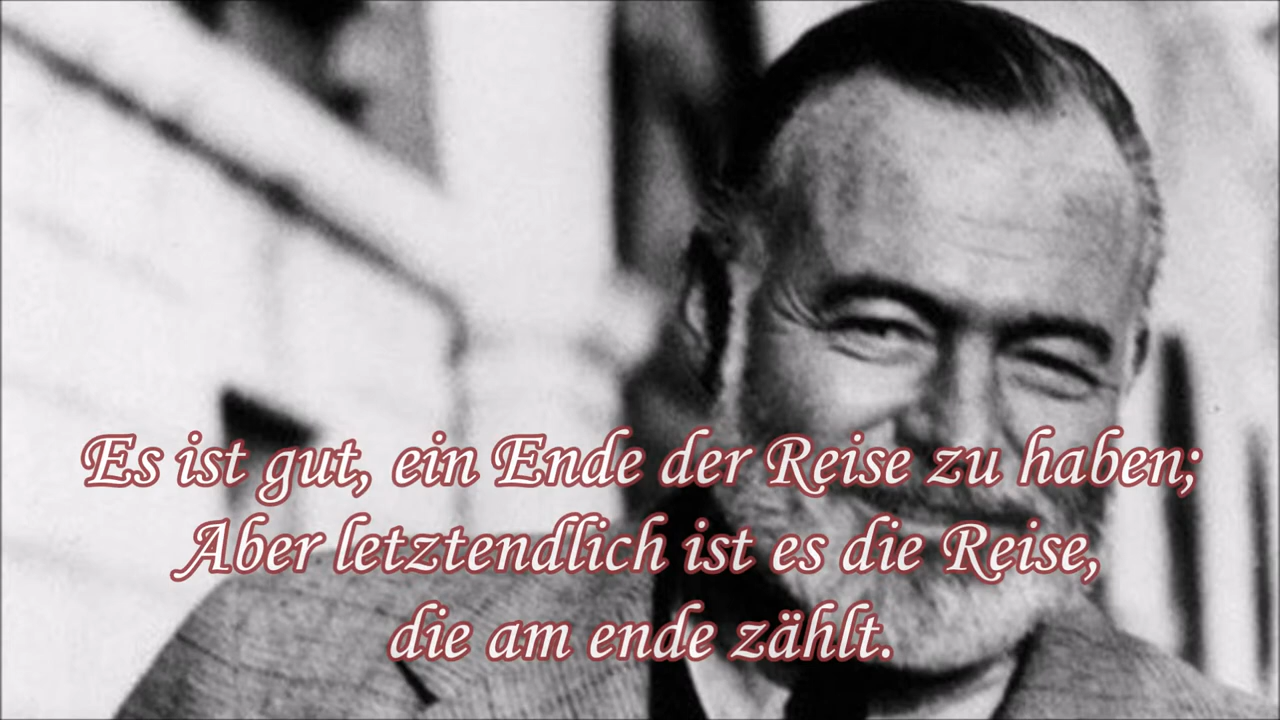 Es ist gut, ein Ende der Reise zu haben;
Aber letztendlich ist es die Reise,
die am ende zählt.